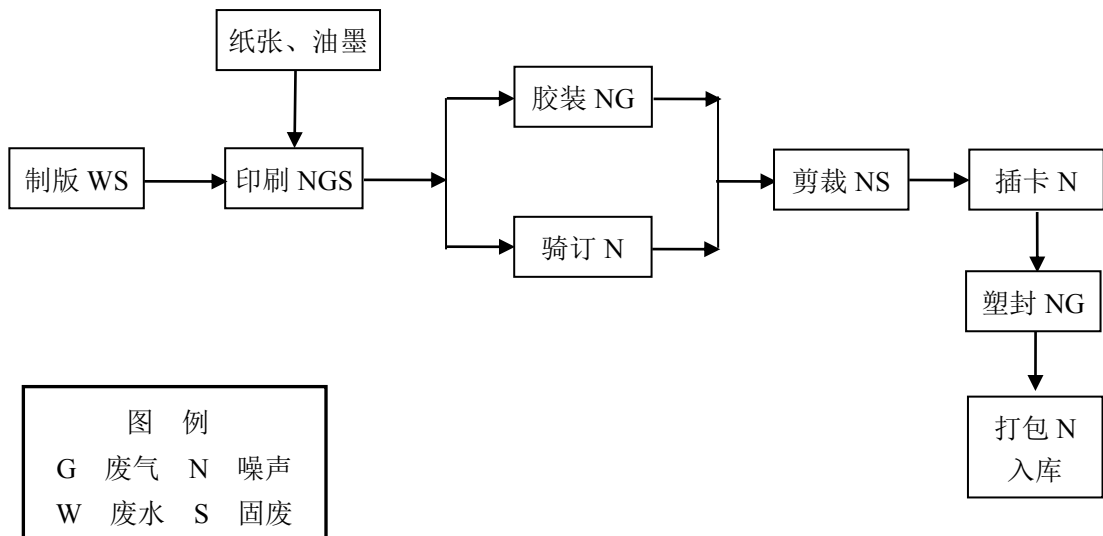 纸张、油墨
胶装 NG
制版 WS
印刷 NGS
剪裁 NS
插卡 N
骑订 N
塑封 NG
打包 N
入库
图 例
G 废气 N 噪声
W 废水 S 固废